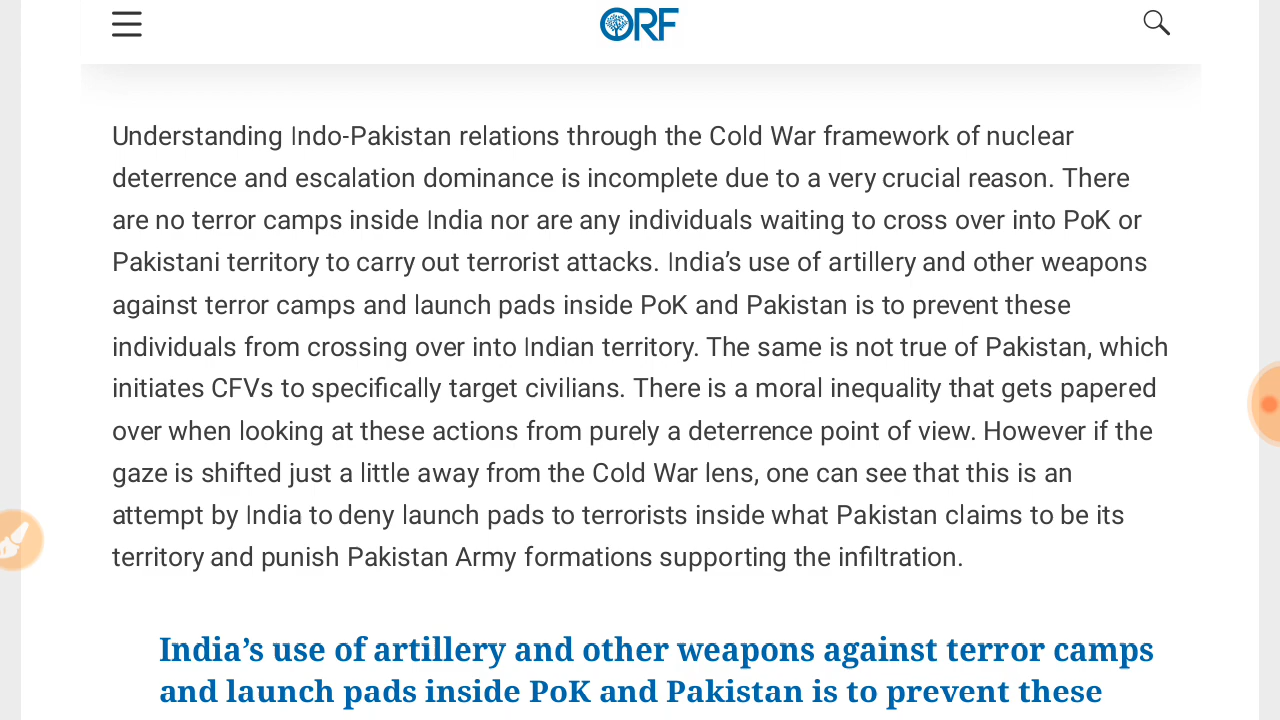 ORF
Understanding Indo-Pakistan relations through the Cold War framework of nuclear
deterrence and escalation dominance is incomplete due to a very crucial reason. There
are no terror camps inside India nor are any individuals waiting to cross over into PoK or
Pakistani territory to carry out terrorist attacks. India’s use of artillery and other weapons
against terror camps and launch pads inside PoK and Pakistan is to prevent these
individuals from crossing over into Indian territory. The same is not true of Pakistan, which
initiates CFVs to specifically target civilians. There is a moral inequality that gets papered
over when looking at these actions from purely a deterrence point of view. However if the
gaze is shifted just a little away from the Cold War lens, one can see that this is an
attempt by India to deny launch pads to terrorists inside what Pakistan claims to be its
territory and punish Pakistan Army formations supporting the infiltration.
India’s use of artillery and other weapons against terror camps
and launch pads inside PoK and Pakistan is to prevent these